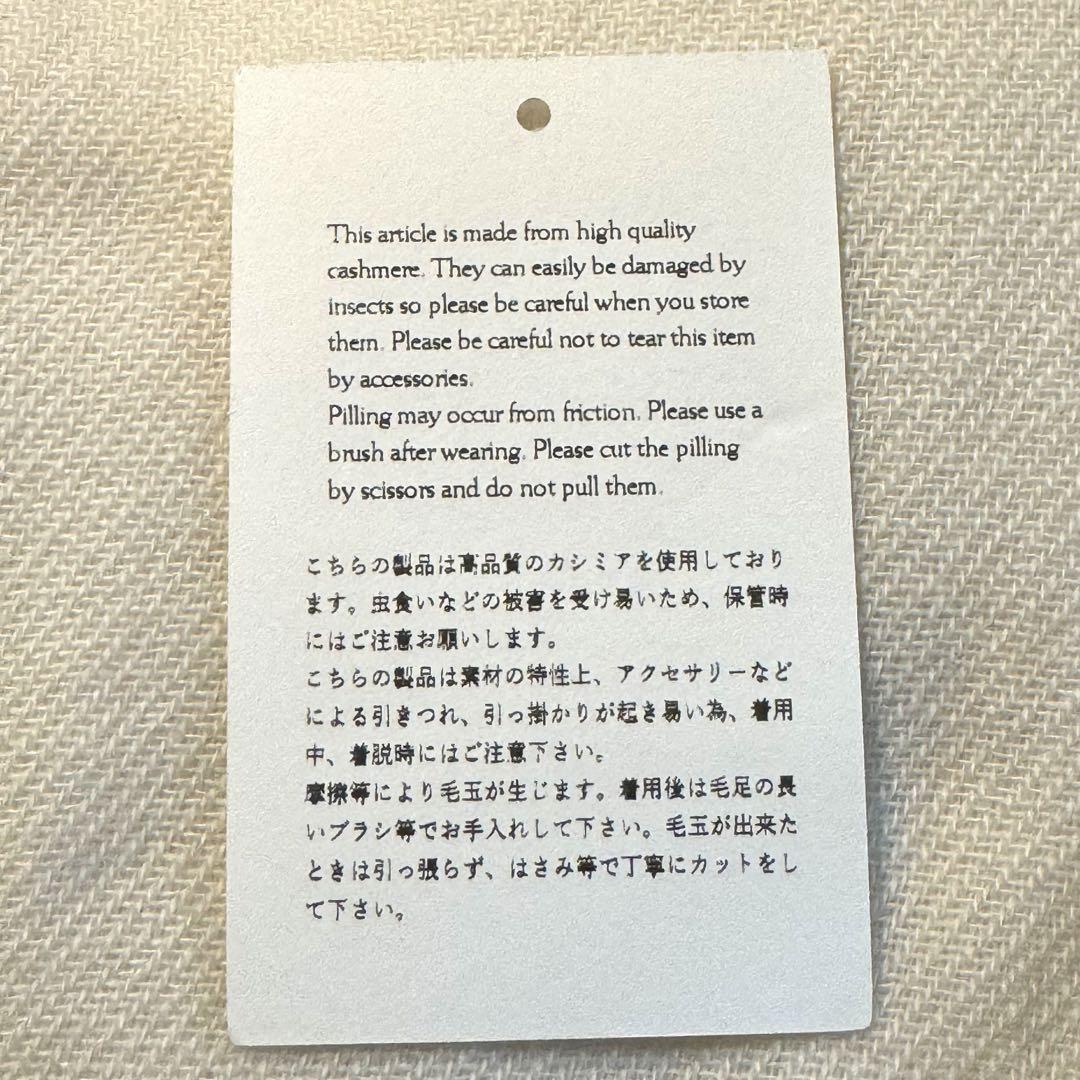 This article is made from high quality
cashmere. They can easily be damaged by
insects so please be careful when you store
them. Please be careful not to tear this item
by accessories.
Pilling may occur from friction. Please use a
brush after wearing. Please cut the pilling
by scissors and do not pull them.
こちらの製品は高品質のカシミアを使用しており
ます。虫食いなどの被害を受け易いため、保管時
にはご注意お願いします。
こちらの製品は素材の特性上、アクセサリーなど
による引きつれ、引っ掛かりが起き易い為、着用
中、着脱時にはご注意下さい。
摩擦等により毛玉が生じます。着用後は毛足の長
いブラシ等でお手入れして下さい。毛玉が出来た
ときは引っ張らず、はさみ等で丁寧にカットをし
て下さい。